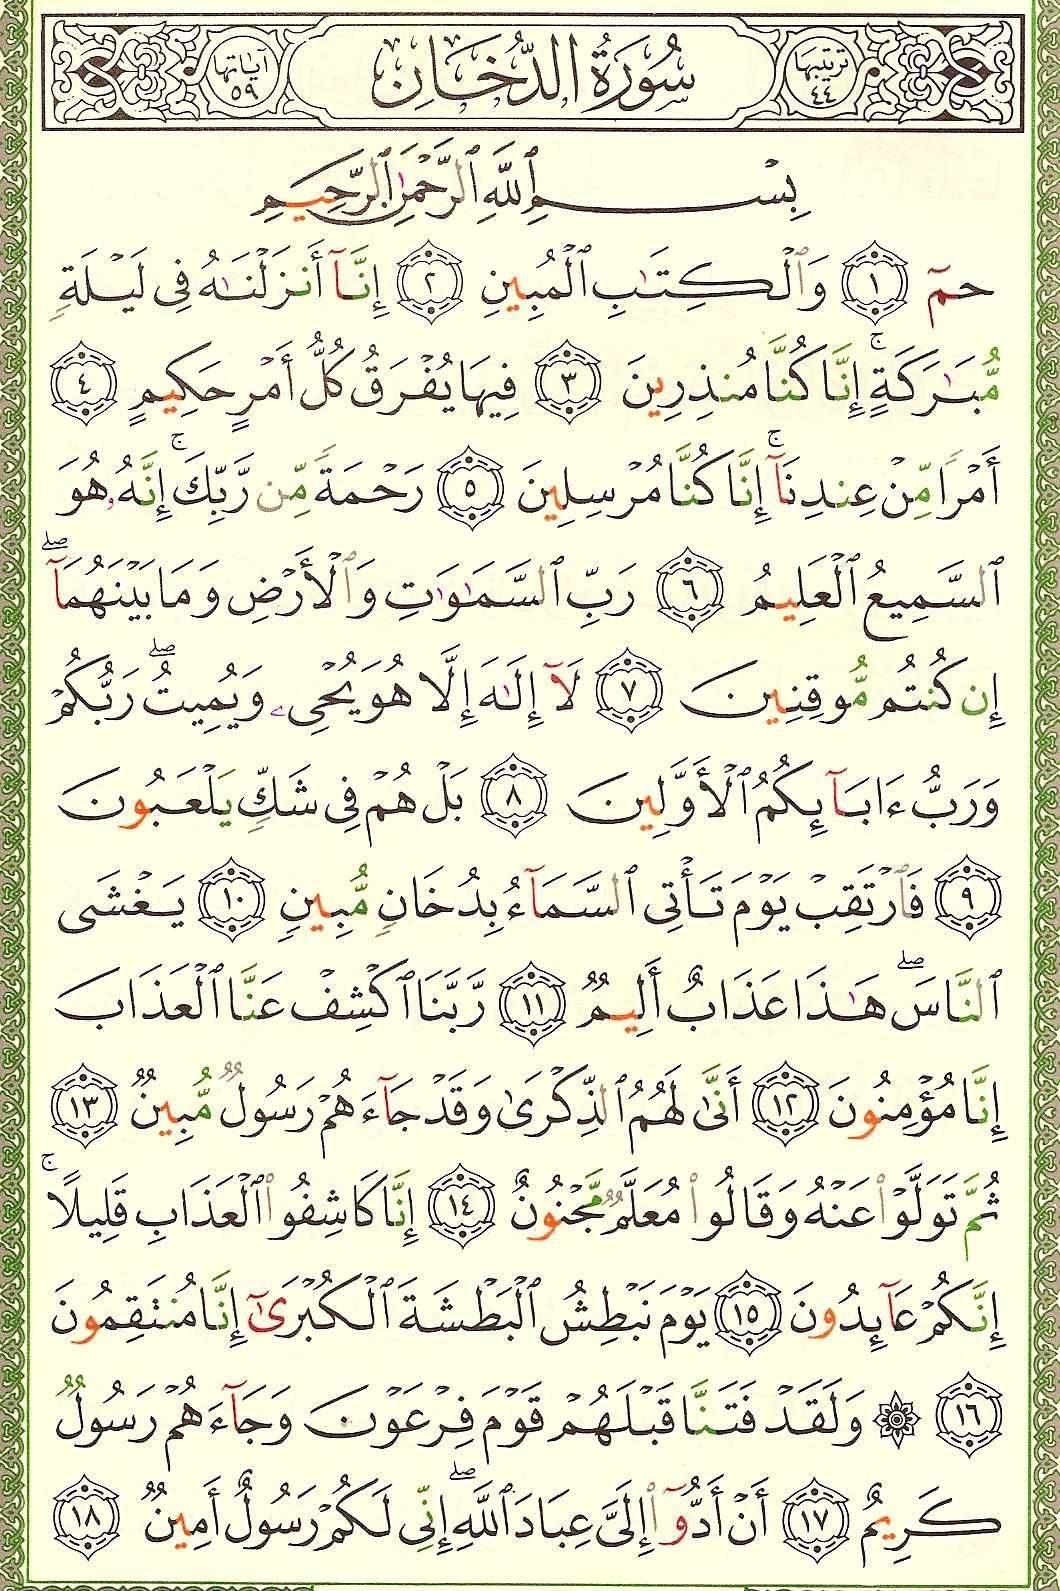 ترتيبها ٤٤ سُورَةُ الدُّخَانِ آيَاتُهَا ٥٩
بِسْمِ ٱللَّهِ ٱلرَّحْمَٰنِ ٱلرَّحِيمِ
حمٓ ١ وَٱلْكِتَٰبِ ٱلْمُبِينِ ٢ إِنَّآ أَنزَلْنَٰهُ فِى لَيْلَةٍ
مُّبَٰرَكَةٍ ۚ إِنَّا كُنَّا مُنذِرِينَ ٣ فِيهَا يُفْرَقُ كُلُّ أَمْرٍ حَكِيمٍ ٤
أَمْرًا مِّنْ عِندِنَآ ۚ إِنَّا كُنَّا مُرْسِلِينَ ٥ رَحْمَةً مِّن رَّبِّكَ ۚ إِنَّهُۥ هُوَ
ٱلسَّمِيعُ ٱلْعَلِيمُ ٦ رَبِّ ٱلسَّمَٰوَٰتِ وَٱلْأَرْضِ وَمَا بَيْنَهُمَآ ۖ
إِن كُنتُم مُّوقِنِينَ ٧ لَآ إِلَٰهَ إِلَّا هُوَ يُحْىِۦ وَيُمِيتُ ۖ رَبُّكُمْ
وَرَبُّ ءَابَآئِكُمُ ٱلْأَوَّلِينَ ٨ بَلْ هُمْ فِى شَكٍّ يَلْعَبُونَ
٩ فَٱرْتَقِبْ يَوْمَ تَأْتِى ٱلسَّمَآءُ بِدُخَانٍ مُّبِينٍ ١٠ يَغْشَى
ٱلنَّاسَ ۖ هَٰذَا عَذَابٌ أَلِيمٌ ١١ رَّبَّنَا ٱكْشِفْ عَنَّا ٱلْعَذَابَ
إِنَّا مُؤْمِنُونَ ١٢ أَنَّىٰ لَهُمُ ٱلذِّكْرَىٰ وَقَدْ جَآءَهُمْ رَسُولٌ مُّبِينٌ ١٣
ثُمَّ تَوَلَّوْا۟ عَنْهُ وَقَالُوا۟ مُعَلَّمٌ مَّجْنُونٌ ١٤ إِنَّا كَاشِفُوا۟ ٱلْعَذَابِ قَلِيلًا ۚ
إِنَّكُمْ عَآئِدُونَ ١٥ يَوْمَ نَبْطِشُ ٱلْبَطْشَةَ ٱلْكُبْرَىٰٓ إِنَّا مُنتَقِمُونَ
١٦ ۞ وَلَقَدْ فَتَنَّا قَبْلَهُمْ قَوْمَ فِرْعَوْنَ وَجَآءَهُمْ رَسُولٌ
كَرِيمٌ ١٧ أَنْ أَدُّوٓا۟ إِلَىَّ عِبَادَ ٱللَّهِ ۖ إِنِّى لَكُمْ رَسُولٌ أَمِينٌ ١٨